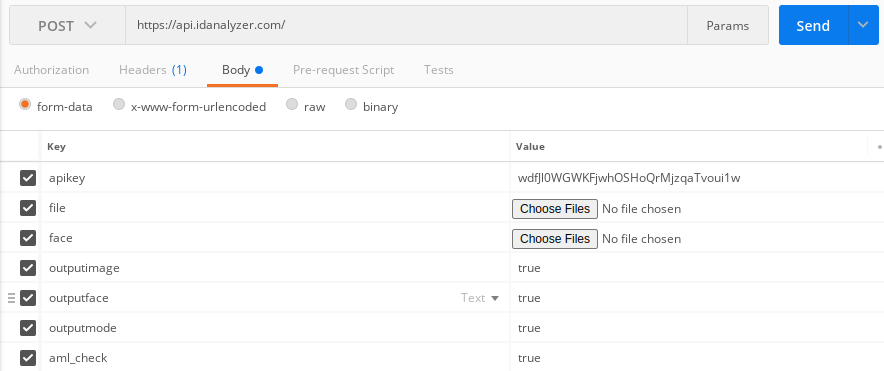 POST https://api.idanalyzer.com/ Params Send
Authorization Headers (1) Body Pre-request Script Tests
form-data x-www-form-urlencoded raw binary
Key Value
apikey wdfJl0WGWKFjwhOSHoQrMjzqaTvoui1w
file Choose Files No file chosen
face Choose Files No file chosen
outputimage true
outputface Text true
outputmode true
aml_check true